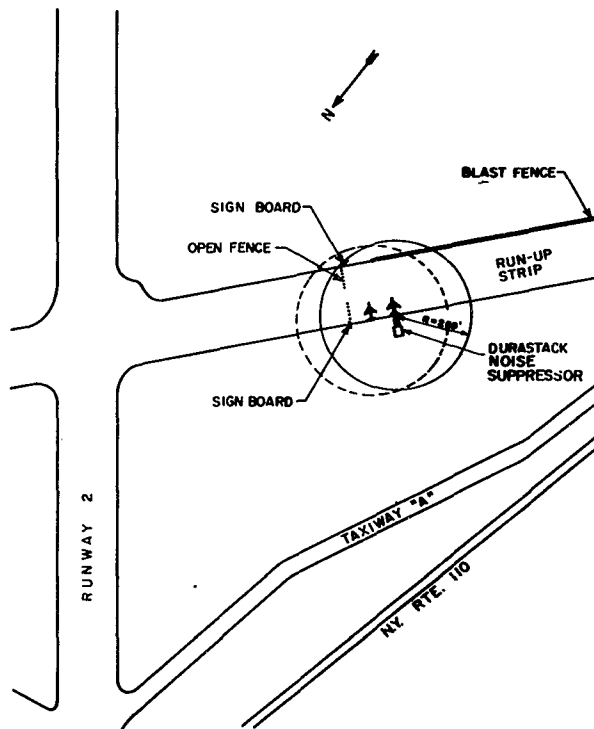 N
BLAST FENCE
SIGN BOARD
OPEN FENCE
RUN-UP
STRIP
DURASTACK
NOISE
SUPPRESSOR
SIGN BOARD
TAXIWAY "A"
RUNWAY 2
N.Y. RTE. 110